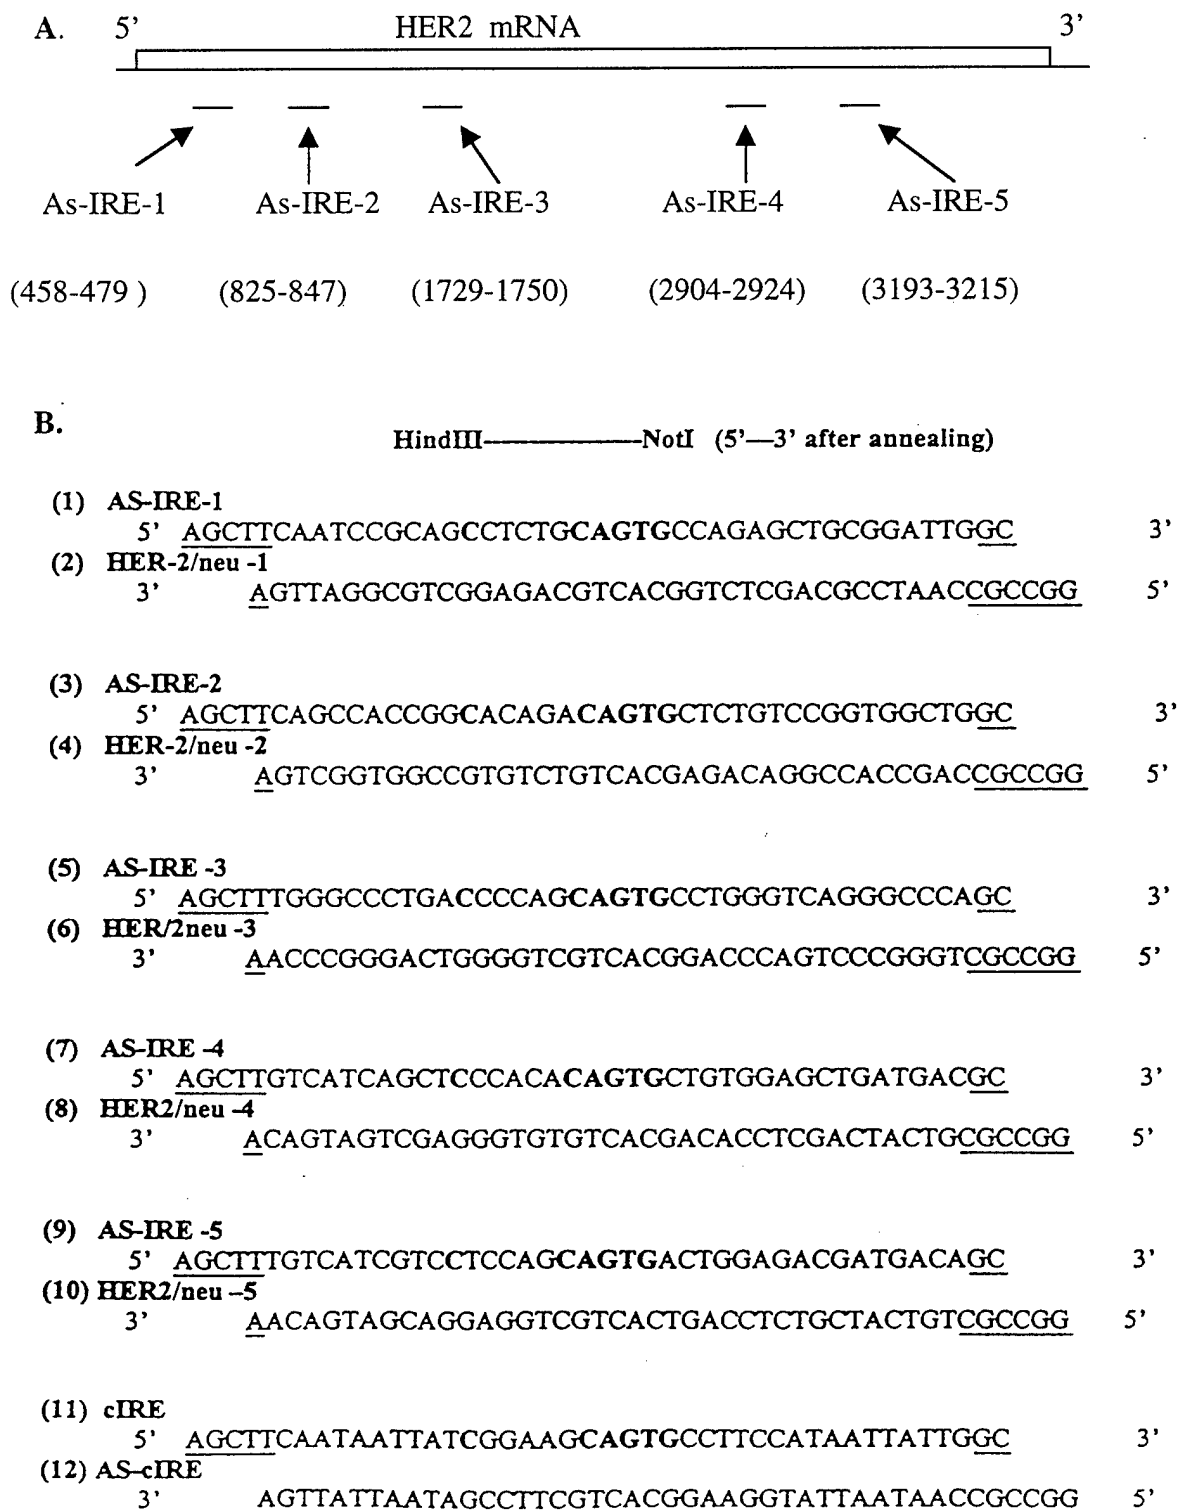 A. 5’ HER2 mRNA 3’
As-IRE-1 As-IRE-2 As-IRE-3 As-IRE-4 As-IRE-5
(458-479 ) (825-847) (1729-1750) (2904-2924) (3193-3215)
B.
HindIII————NotI (5’—3’ after annealing)
(1) AS-IRE-1
5’ AGCTTCAATCCGCAGCCTCTGCAGTGCCAGAGCTGCGGATTGGC 3’
(2) HER-2/neu -1
3’ AGTTAGGCGTCGGAGACGTCACGGTCTCGACGCCTAACCGCCGG 5’
(3) AS-IRE-2
5’ AGCTTCAGCCACCGGCACAGACAGTGCTCTGTCCGGTGGCTGGC 3’
(4) HER-2/neu -2
3’ AGTCGGTGGCCGTGTCTGTCACGAGACAGGCCACCGACCGCCGG 5’
(5) AS-IRE -3
5’ AGCTTTGGGCCCTGACCCCAGCAGTGCCTGGGTCAGGGCCCAGC 3’
(6) HER/2neu -3
3’ AACCCGGGACTGGGGTCGTCACGGACCCAGTCCCGGGTCGCCGG 5’
(7) AS-IRE -4
5’ AGCTTGTCATCAGCTCCCACACAGTGCTGTGGAGCTGATGACGC 3’
(8) HER2/neu -4
3’ ACAGTAGTCGAGGGTGTGTCACGACACCTCGACTACTGCGCCGG 5’
(9) AS-IRE -5
5’ AGCTTTGTCATCGTCCTCCAGCAGTGACTGGAGACGATGACAGC 3’
(10) HER2/neu –5
3’ AACAGTAGCAGGAGGTCGTCACTGACCTCTGCTACTGTCGCCGG 5’
(11) cIRE
5’ AGCTTCAATAATTATCGGAAGCAGTGCCTTCCATAATTATTGGC 3’
(12) AS-cIRE
3’ AGTTATTAATAGCCTTCGTCACGGAAGGTATTAATAACCGCCGG 5’